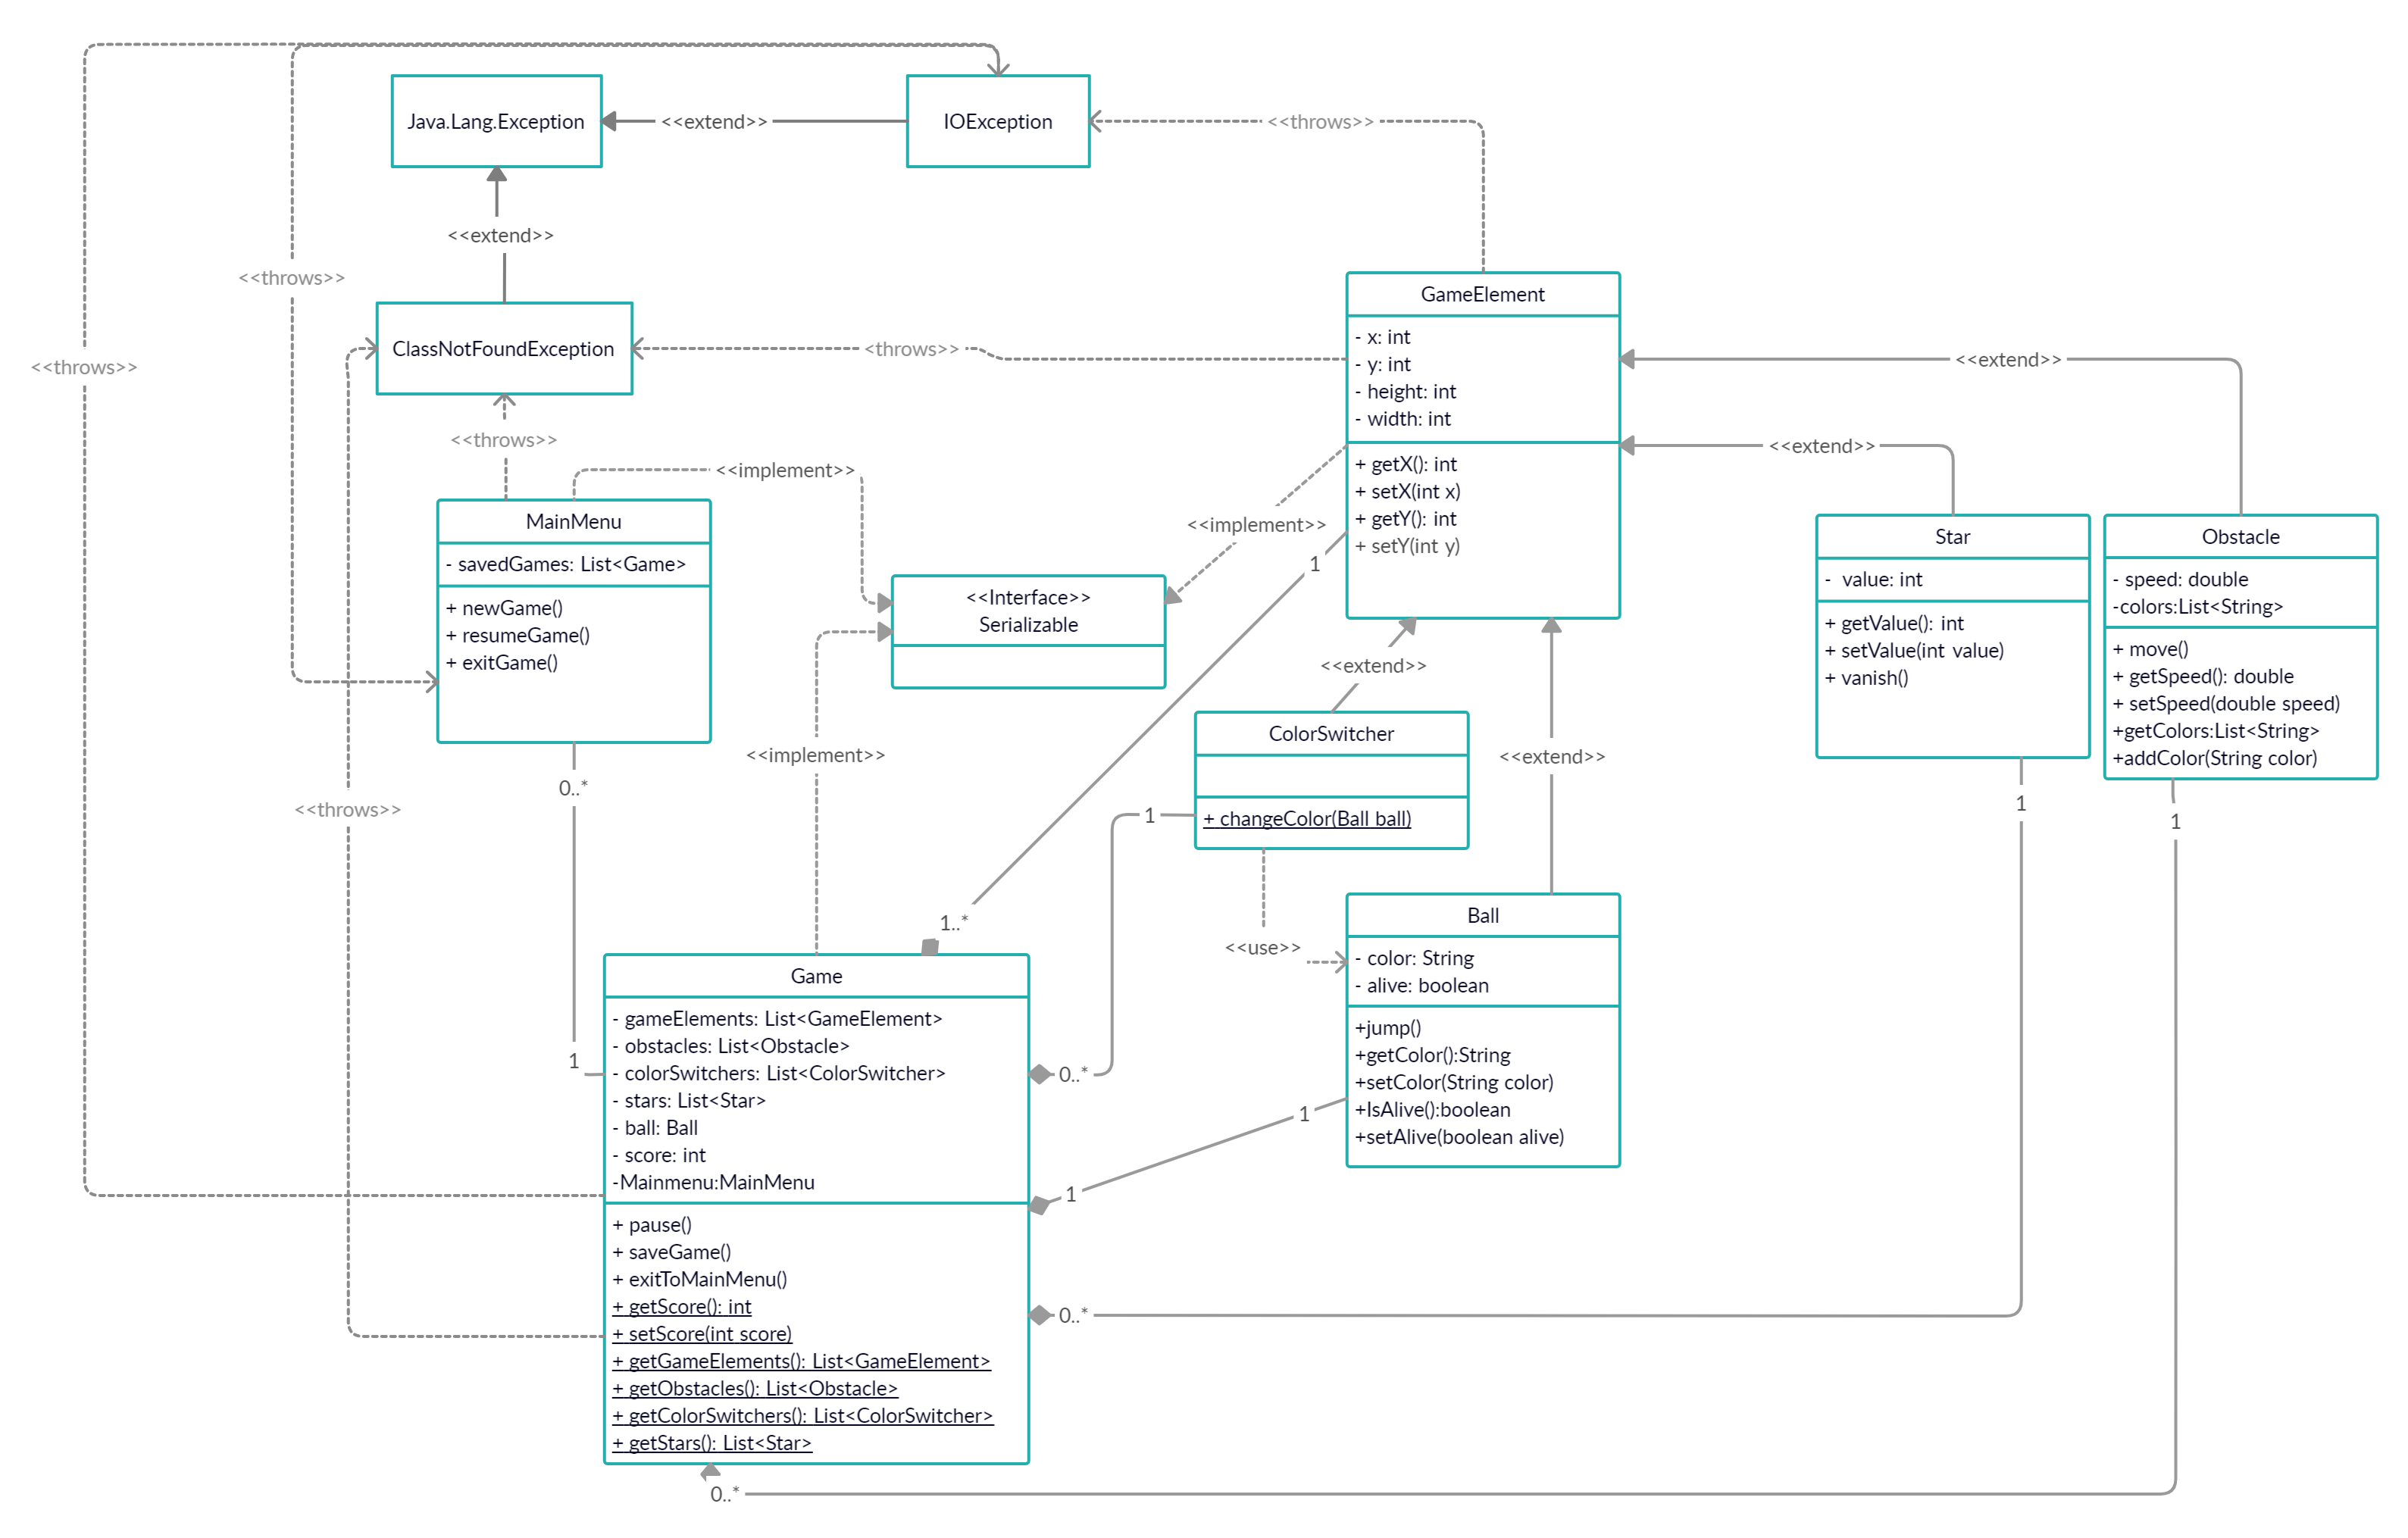 Java.Lang.Exception
<<extend>>
IOException
<<throws>>
<<extend>>
<<throws>>
<<throws>>
ClassNotFoundException
<throws>>
<<throws>>
<<implement>>
GameElement
- x: int
- y: int
- height: int
- width: int
+ getX(): int
+ setX(int x)
+ getY(): int
+ setY(int y)
<<extend>>
<<extend>>
<<implement>>
1
MainMenu
- savedGames: List<Game>
+ newGame()
+ resumeGame()
+ exitGame()
<<Interface>>
Serializable
Star
-  value: int
+ getValue(): int
+ setValue(int value)
+ vanish()
Obstacle
- speed: double
-colors:List<String>
+ move()
+ getSpeed(): double
+ setSpeed(double speed)
+getColors:List<String>
+addColor(String color)
<<extend>>
<<extend>>
<<implement>>
0..*
<<throws>>
ColorSwitcher
+ changeColor(Ball ball)
1
1
1
<<use>>
1..*
Ball
- color: String
- alive: boolean
+jump()
+getColor():String
+setColor(String color)
+IsAlive():boolean
+setAlive(boolean alive)
1
Game
- gameElements: List<GameElement>
- obstacles: List<Obstacle>
- colorSwitchers: List<ColorSwitcher>
- stars: List<Star>
- ball: Ball
- score: int
-Mainmenu:MainMenu
+ pause()
+ saveGame()
+ exitToMainMenu()
+ getScore(): int
+ setScore(int score)
+ getGameElements(): List<GameElement>
+ getObstacles(): List<Obstacle>
+ getColorSwitchers(): List<ColorSwitcher>
+ getStars(): List<Star>
0..*
1
1
0..*
0..*